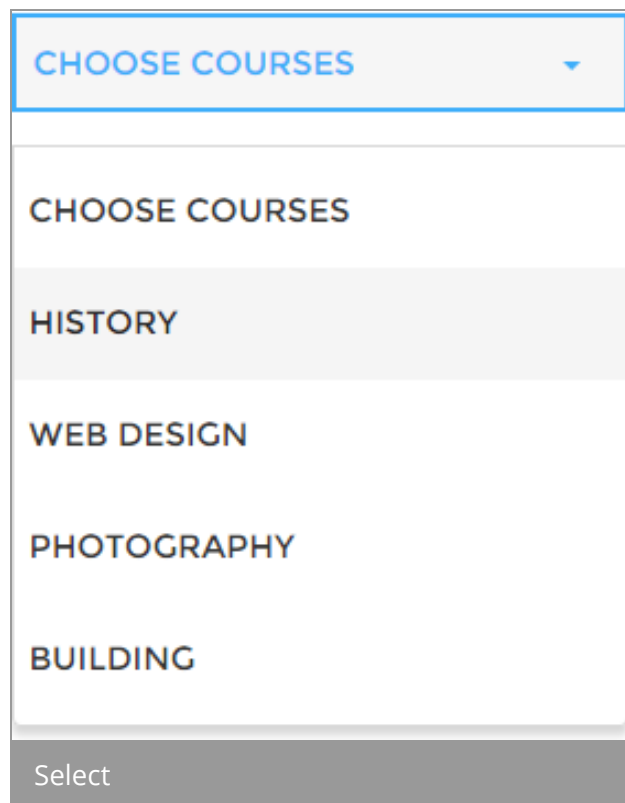 CHOOSE COURSES
CHOOSE COURSES
HISTORY
WEB DESIGN
PHOTOGRAPHY
BUILDING
Select